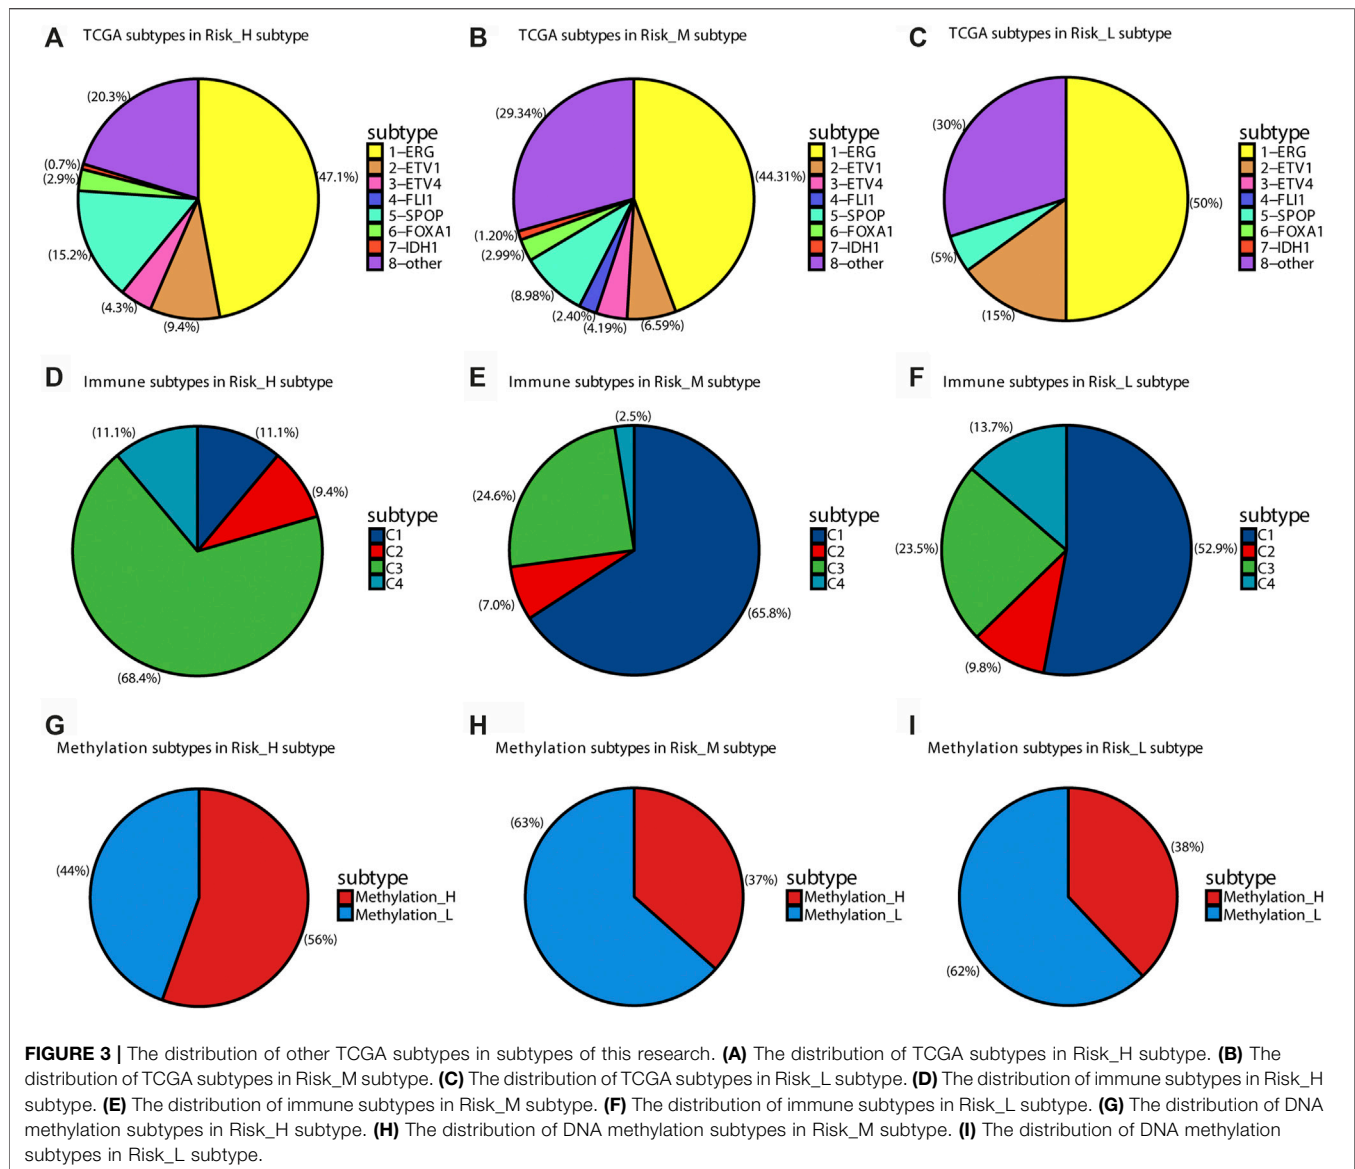 A
TCGA subtypes in Risk_H subtype
(20.3%)
(0.7%)
(2.9%)
(15.2%)
(4.3%)
(9.4%)
(47.1%)
subtype
1–ERG
2–ETV1
3–ETV4
4–FLI1
5–SPOP
6–FOXA1
7–IDH1
8–other
B
TCGA subtypes in Risk_M subtype
(29.34%)
(1.20%)
(2.99%)
(8.98%)
(2.40%)
(4.19%)
(6.59%)
(44.31%)
subtype
1–ERG
2–ETV1
3–ETV4
4–FLI1
5–SPOP
6–FOXA1
7–IDH1
8–other
C
TCGA subtypes in Risk_L subtype
(30%)
(5%)
(15%)
(50%)
subtype
1–ERG
2–ETV1
3–ETV4
4–FLI1
5–SPOP
6–FOXA1
7–IDH1
8–other
D
Immune subtypes in Risk_H subtype
(11.1%)
(11.1%)
(9.4%)
(68.4%)
subtype
C1
C2
C3
C4
E
Immune subtypes in Risk_M subtype
(2.5%)
(24.6%)
(7.0%)
(65.8%)
subtype
C1
C2
C3
C4
F
Immune subtypes in Risk_L subtype
(13.7%)
(23.5%)
(9.8%)
(52.9%)
subtype
C1
C2
C3
C4
G
Methylation subtypes in Risk_H subtype
(44%)
(56%)
subtype
Methylation_H
Methylation_L
H
Methylation subtypes in Risk_M subtype
(63%)
(37%)
subtype
Methylation_H
Methylation_L
I
Methylation subtypes in Risk_L subtype
(38%)
(62%)
subtype
Methylation_H
Methylation_L
FIGURE 3 | The distribution of other TCGA subtypes in subtypes of this research. (A) The distribution of TCGA subtypes in Risk_H subtype. (B) The
distribution of TCGA subtypes in Risk_M subtype. (C) The distribution of TCGA subtypes in Risk_L subtype. (D) The distribution of immune subtypes in Risk_H
subtype. (E) The distribution of immune subtypes in Risk_M subtype. (F) The distribution of immune subtypes in Risk_L subtype. (G) The distribution of DNA
methylation subtypes in Risk_H subtype. (H) The distribution of DNA methylation subtypes in Risk_M subtype. (I) The distribution of DNA methylation
subtypes in Risk_L subtype.